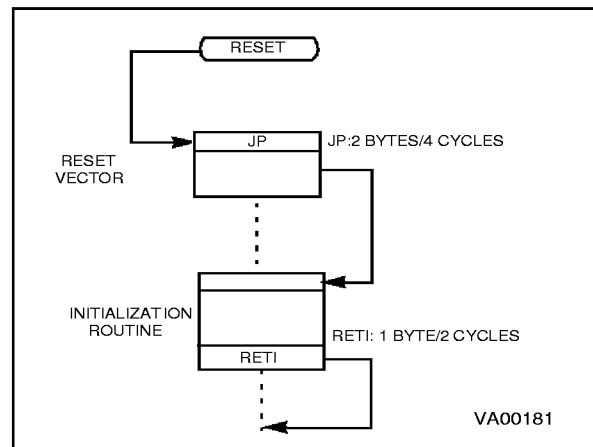 RESET
JP
JP:2 BYTES/4 CYCLES
RESET
VECTOR
INITIALIZATION
ROUTINE
RETI: 1 BYTE/2 CYCLES
RETI
VA00181